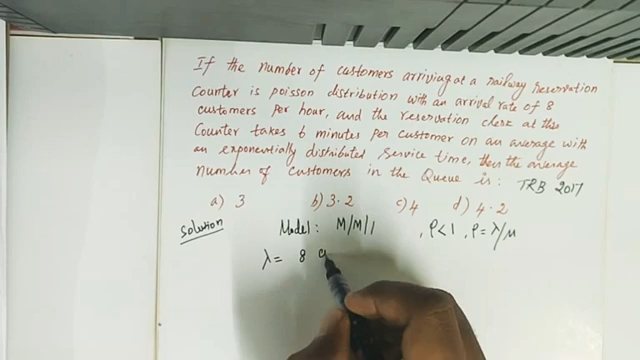 If the number of customers arriving at a railway reservation
Counter is poisson distribution with an arrival rate of 8
customers per hour, and the reservation clerk at this
Counter takes 6 minutes per customer on an average with
an exponentially distributed service time, then the average
number of customers in the Queue is: TRB 2017
a) 3 b) 3.2 c) 4 d) 4.2
Solution Model: M/M/1 , ρ<1 , ρ=λ/μ
λ= 8